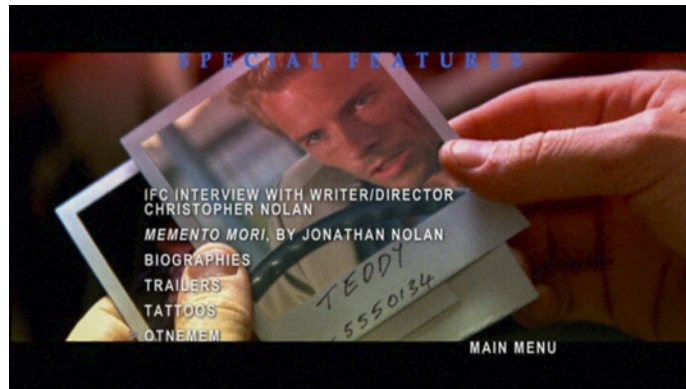 SPECIAL FEATURES
IFC INTERVIEW WITH WRITER/DIRECTOR
CHRISTOPHER NOLAN
MEMENTO MORI, BY JONATHAN NOLAN
BIOGRAPHIES
TRAILERS
TATTOOS
OTNEMEM
TEDDY
5550134
MAIN MENU